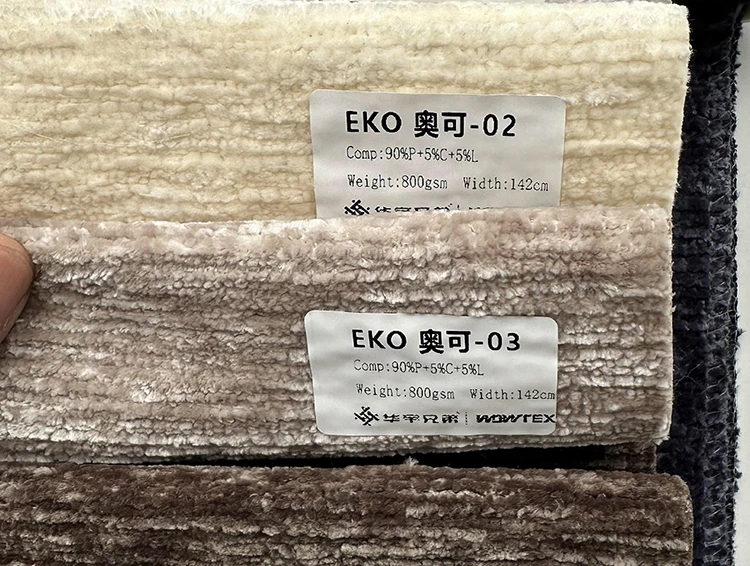 EKO 奥可-02
Comp:90%P+5%C+5%L
Weight:800gsm Width:142cm
EKO 奥可-03
Comp:90%P+5%C+5%L
Weight:800gsm Width:142cm
华宇兄弟 WOWTEX